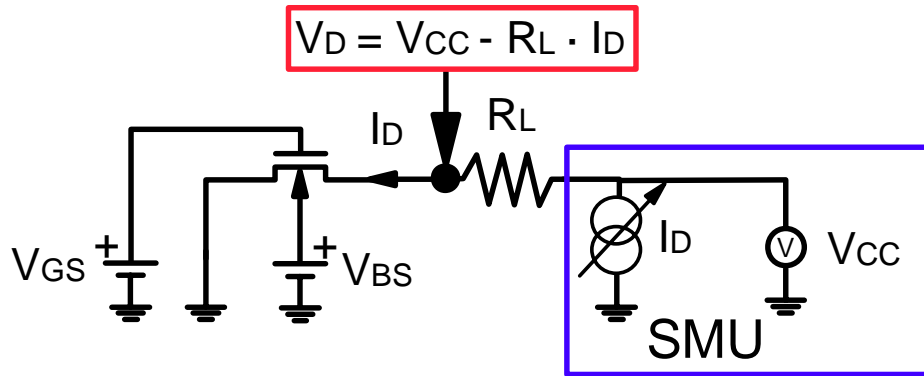 VD = VCC - RL · ID
ID
RL
+
VGS
+
VBS
ID
V
VCC
SMU